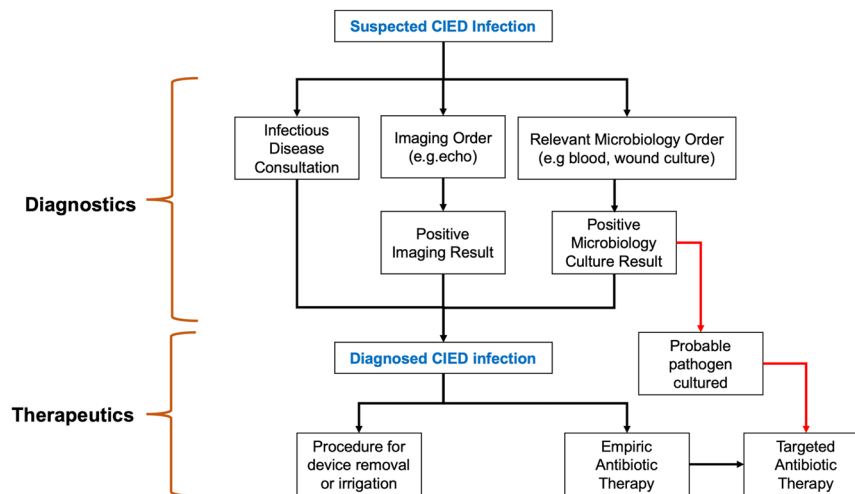 Suspected CIED Infection
Infectious
Disease
Consultation
Imaging Order
(e.g.echo)
Relevant Microbiology Order
(e.g blood, wound culture)
Diagnostics
Positive
Imaging Result
Positive
Microbiology
Culture Result
Diagnosed CIED infection
Probable
pathogen
cultured
Therapeutics
Procedure for
device removal
or irrigation
Empiric
Antibiotic
Therapy
Targeted
Antibiotic
Therapy